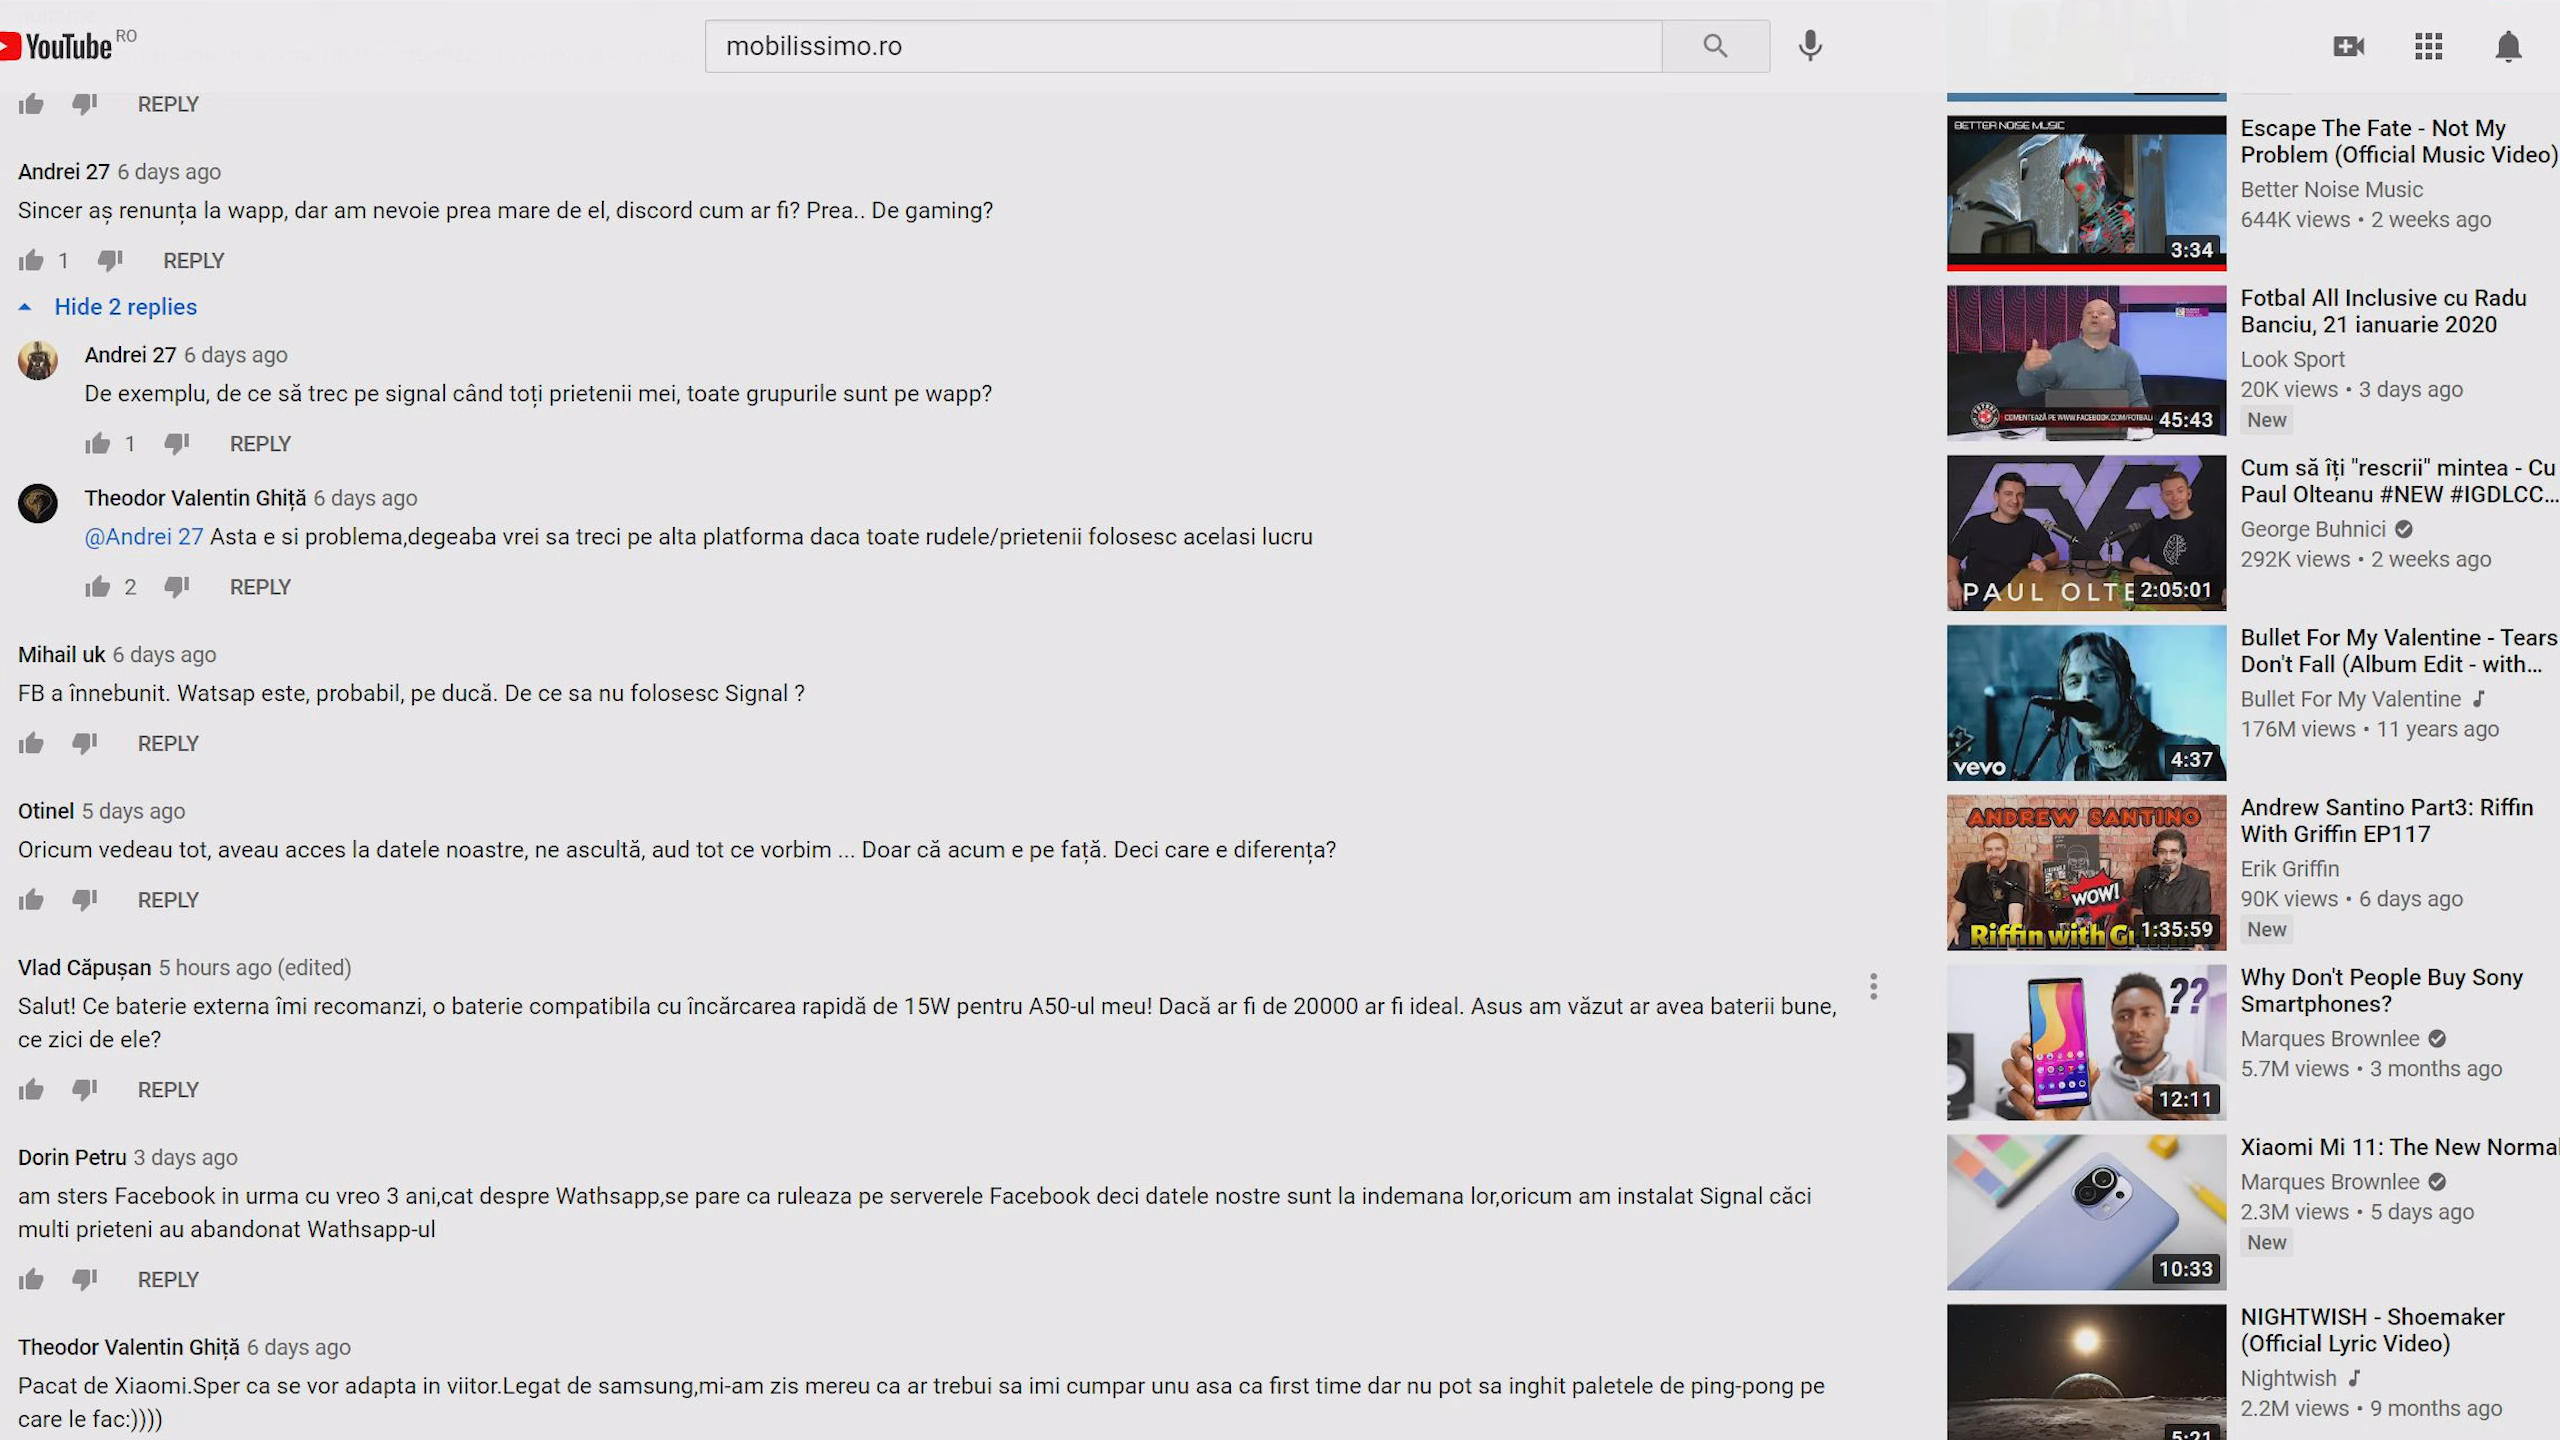 YouTube RO
mobilissimo.ro
REPLY
Andrei 27 6 days ago
Sincer aș renunța la wapp, dar am nevoie prea mare de el, discord cum ar fi? Prea.. De gaming?
1 REPLY
Hide 2 replies
Andrei 27 6 days ago
De exemplu, de ce să trec pe signal când toți prietenii mei, toate grupurile sunt pe wapp?
1 REPLY
Theodor Valentin Ghiță 6 days ago
@Andrei 27 Asta e si problema,degeaba vrei sa treci pe alta platforma daca toate rudele/prietenii folosesc acelasi lucru
2 REPLY
Mihail uk 6 days ago
FB a înnebunit. Watsap este, probabil, pe ducă. De ce sa nu folosesc Signal ?
REPLY
Otinel 5 days ago
Oricum vedeau tot, aveau acces la datele noastre, ne ascultă, aud tot ce vorbim ... Doar că acum e pe față. Deci care e diferența?
REPLY
Vlad Căpușan 5 hours ago (edited)
Salut! Ce baterie externa îmi recomanzi, o baterie compatibila cu încărcarea rapidă de 15W pentru A50-ul meu! Dacă ar fi de 20000 ar fi ideal. Asus am văzut ar avea baterii bune,
ce zici de ele?
REPLY
Dorin Petru 3 days ago
am sters Facebook in urma cu vreo 3 ani,cat despre Wathsapp,se pare ca ruleaza pe serverele Facebook deci datele nostre sunt la indemana lor,oricum am instalat Signal căci
multi prieteni au abandonat Wathsapp-ul
REPLY
Theodor Valentin Ghiță 6 days ago
Pacat de Xiaomi.Sper ca se vor adapta in viitor.Legat de samsung,mi-am zis mereu ca ar trebui sa imi cumpar unu asa ca first time dar nu pot sa inghit paletele de ping-pong pe
care le fac:))))
BETTER NOISE MUSIC
3:34
Escape The Fate - Not My
Problem (Official Music Video)
Better Noise Music
644K views • 2 weeks ago
COMENTEAZĂ PE WWW.FACEBOOK.COM/FOTBAL
45:43
Fotbal All Inclusive cu Radu
Banciu, 21 ianuarie 2020
Look Sport
20K views • 3 days ago
New
PAUL OLTE
2:05:01
Cum să îți "rescrii" mintea - Cu
Paul Olteanu #NEW #IGDLCC...
George Buhnici
292K views • 2 weeks ago
vevo
4:37
Bullet For My Valentine - Tears
Don't Fall (Album Edit - with...
Bullet For My Valentine
176M views • 11 years ago
ANDREW SANTINO
WOW!
Riffin with Gr
1:35:59
Andrew Santino Part3: Riffin
With Griffin EP117
Erik Griffin
90K views • 6 days ago
New
??
12:11
Why Don't People Buy Sony
Smartphones?
Marques Brownlee
5.7M views • 3 months ago
10:33
Xiaomi Mi 11: The New Normal
Marques Brownlee
2.3M views • 5 days ago
New
5:21
NIGHTWISH - Shoemaker
(Official Lyric Video)
Nightwish
2.2M views • 9 months ago